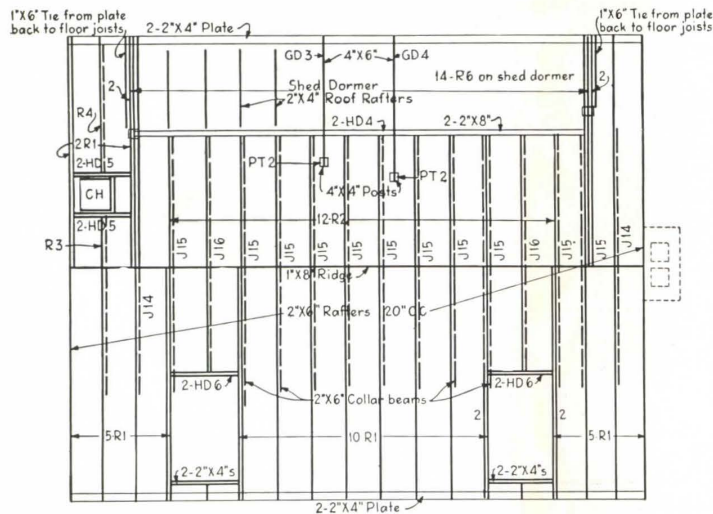 1"X6" Tie from plate
back to floor joists
2-2"X4" Plate
GD3
4"X6"
GD4
1"X6" Tie from plate
back to floor joists
2
Shed Dormer
14-R6 on shed dormer
2
2"X4" Roof Rafters
R4
2R1
2-HD4
2-2"X8"
2-HD5
PT2
PT2
CH
4"X4" Posts
2-HD5
12-R2
R3
J15
J16
J15
J15
J15
J15
J15
J15
J15
J15
J16
J15
J15
J14
1"X8" Ridge
J14
2"X6" Rafters 20"CC
2-HD6
2-HD6
2"X6" Collar beams
2
2
5-R1
10 R1
5-R1
2-2"X4"s
2-2"X4"s
2-2"X4" Plate